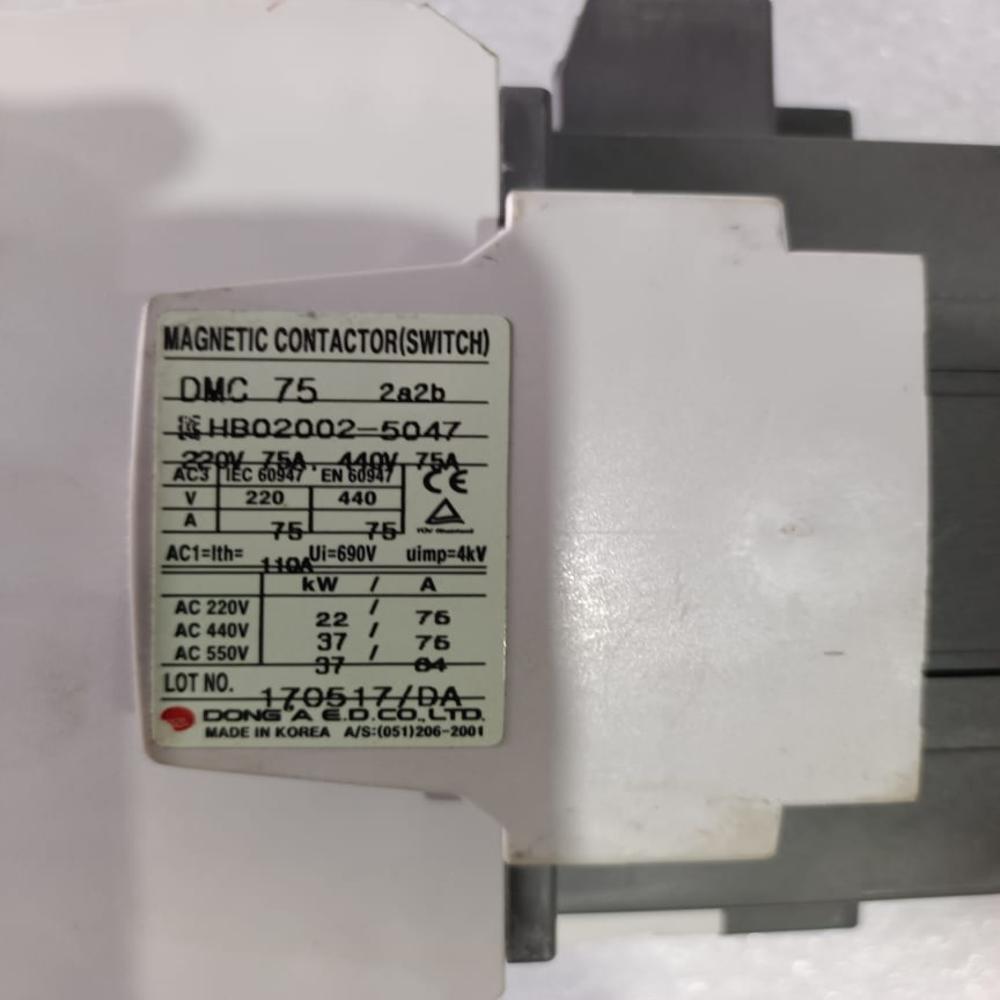 MAGNETIC CONTACTOR(SWITCH)
DMC 75 2a2b
HB02002-5047
220V 75A, 440V 75A
AC3 IEC 60947 EN 60947 CE
V 220 440
A 75 75
AC1=Ith= 110A Ui=690V uimp=4kV
kW / A
AC 220V 22 / 75
AC 440V 37 / 75
AC 550V 37 / 64
LOT NO. 170517/DA
DONG A E.D.CO.,LTD.
MADE IN KOREA A/S:(051)206-2001